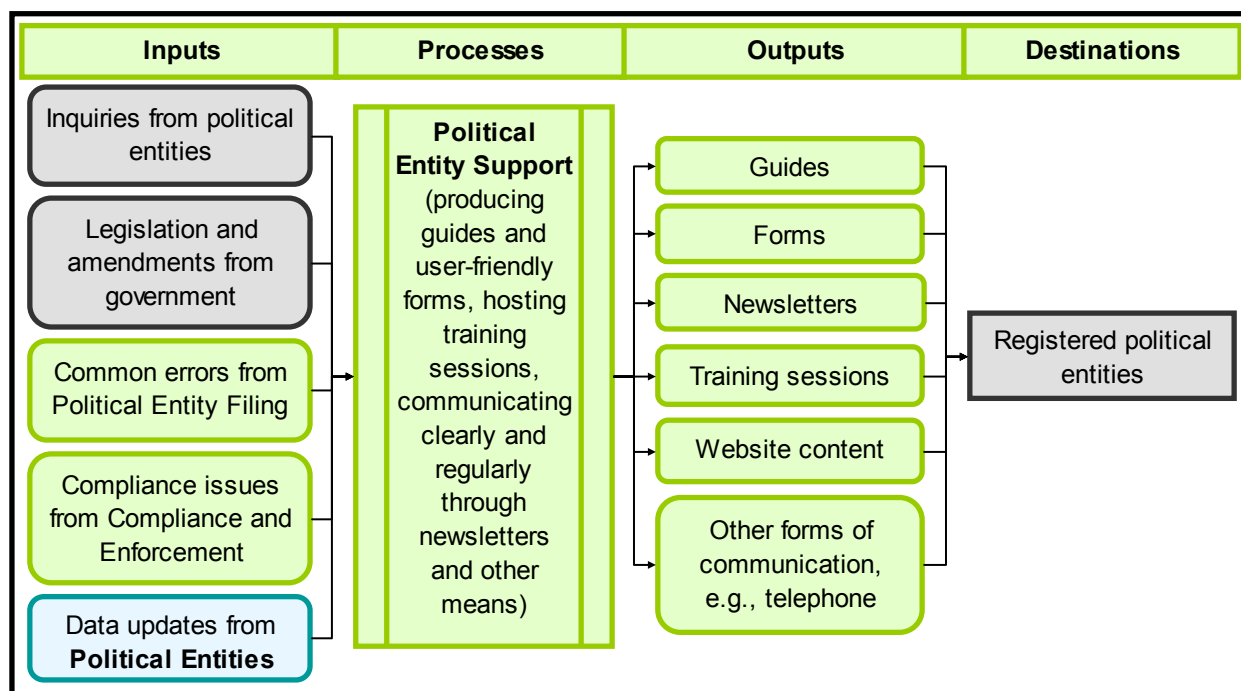 Inputs
Processes
Outputs
Destinations
Inquiries from political
entities
Legislation and
amendments from
government
Common errors from
Political Entity Filing
Compliance issues
from Compliance and
Enforcement
Data updates from
Political Entities
Political
Entity Support
(producing
guides and
user-friendly
forms, hosting
training
sessions,
communicating
clearly and
regularly
through
newsletters
and other
means)
Guides
Forms
Newsletters
Training sessions
Website content
Other forms of
communication,
e.g., telephone
Registered political
entities